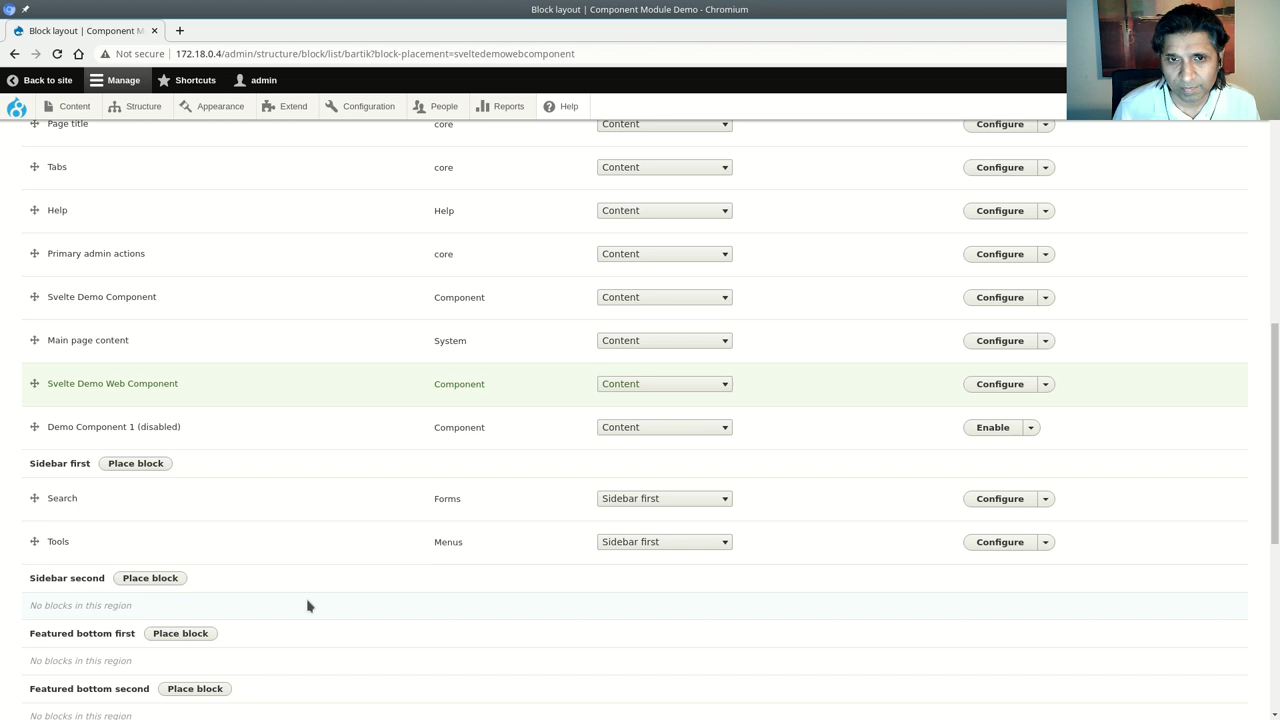 Block layout | Component Module Demo - Chromium
Block layout | Component M
Not secure 172.18.0.4/admin/structure/block/list/bartik?block-placement=sveltedemowebcomponent
Back to site Manage Shortcuts admin
Content Structure Appearance Extend Configuration People Reports Help
Page title core Content Configure
Tabs core Content Configure
Help Help Content Configure
Primary admin actions core Content Configure
Svelte Demo Component Component Content Configure
Main page content System Content Configure
Svelte Demo Web Component Component Content Configure
Demo Component 1 (disabled) Component Content Enable
Sidebar first Place block
Search Forms Sidebar first Configure
Tools Menus Sidebar first Configure
Sidebar second Place block
No blocks in this region
Featured bottom first Place block
No blocks in this region
Featured bottom second Place block
No blocks in this region